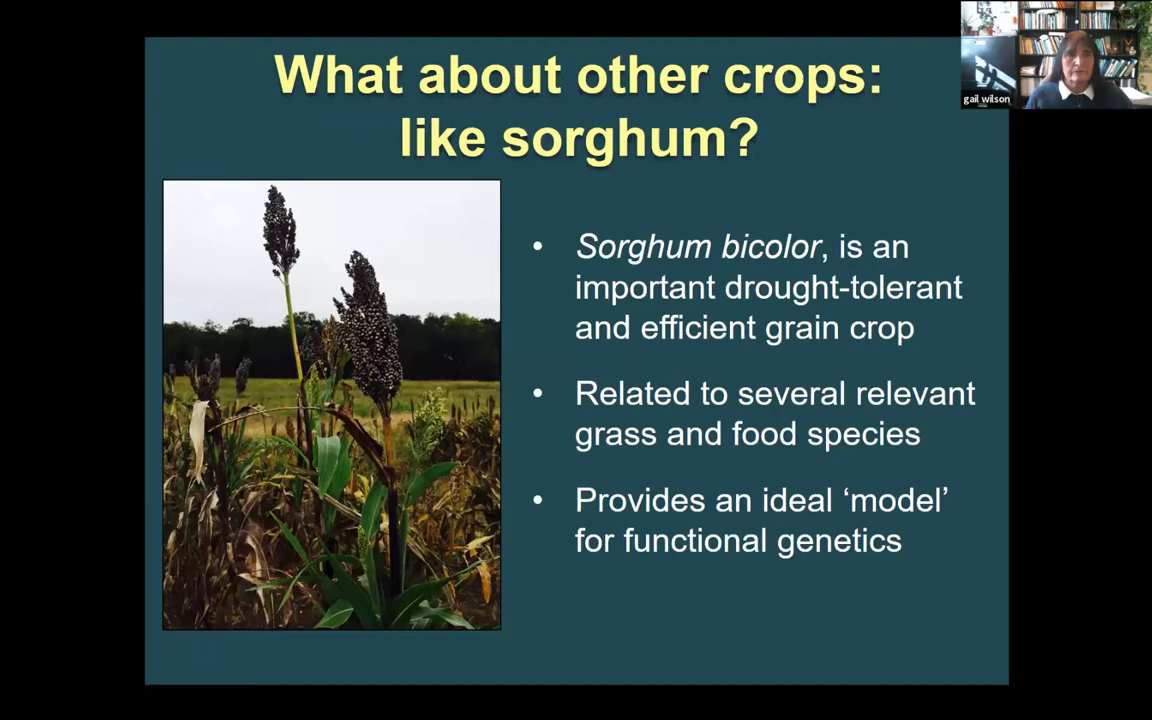 What about other crops:
like sorghum?
gail wilson
• Sorghum bicolor, is an
important drought-tolerant
and efficient grain crop
• Related to several relevant
grass and food species
• Provides an ideal ‘model’
for functional genetics